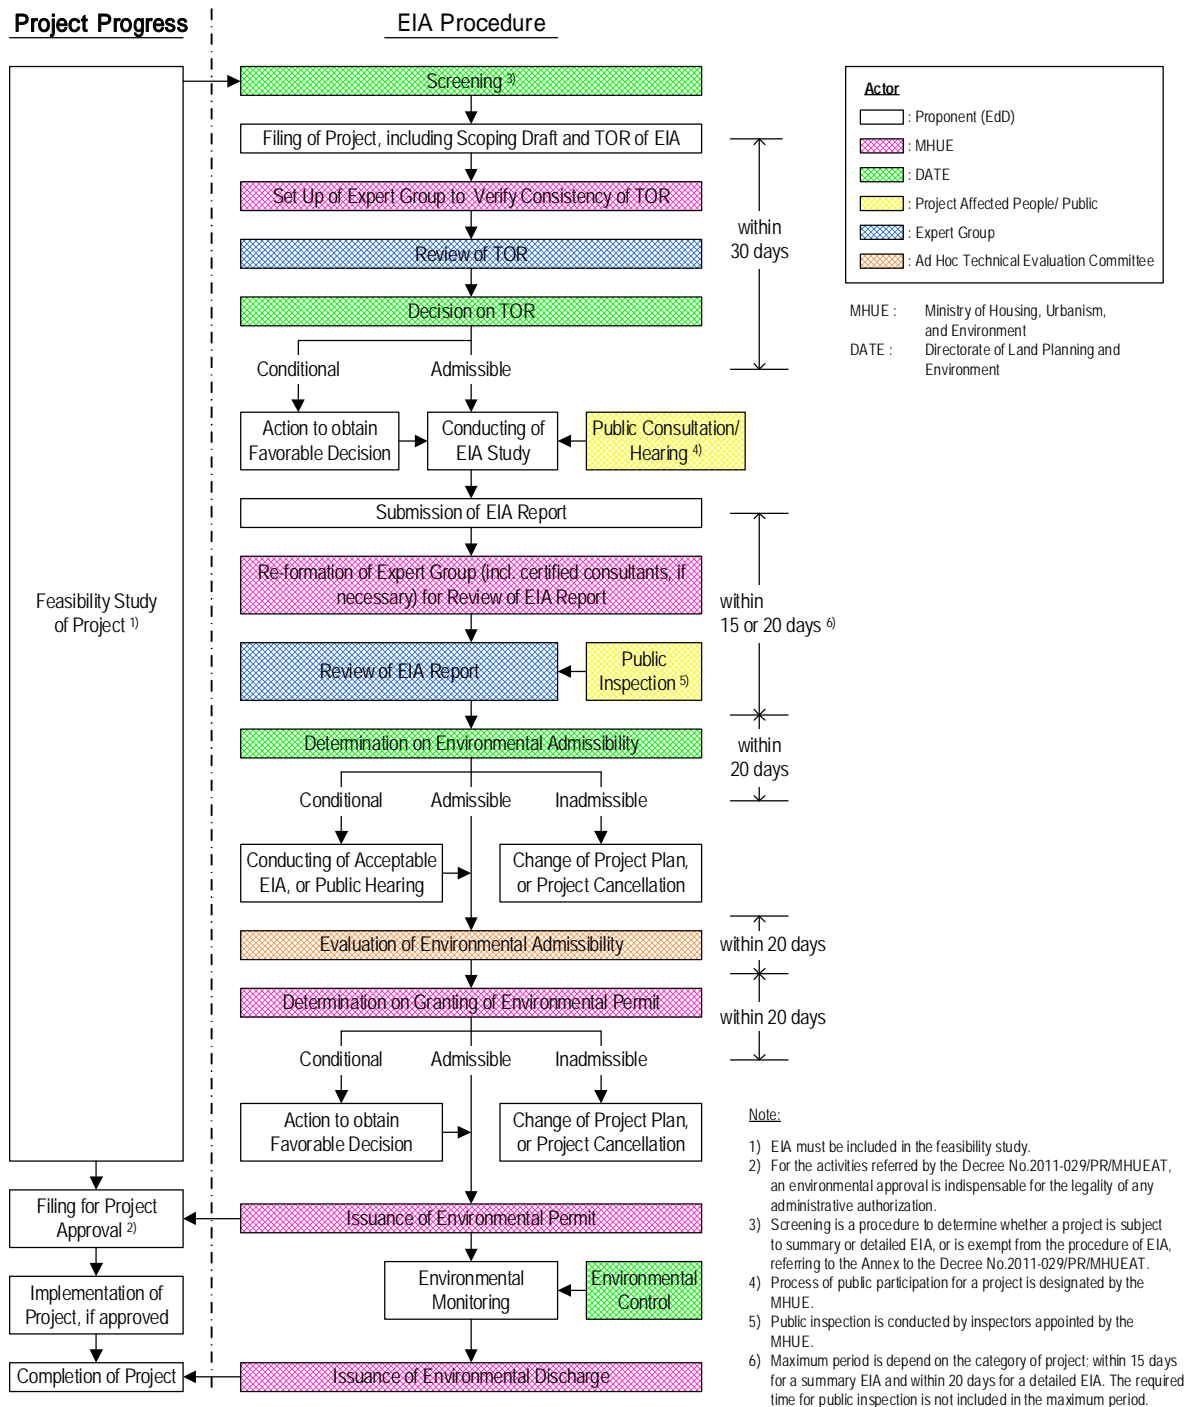 Project Progress
EIA Procedure
Screening 3)
Filing of Project, including Scoping Draft and TOR of EIA
Set Up of Expert Group to Verify Consistency of TOR
Review of TOR
Decision on TOR
within
30 days
Conditional
Admissible
Action to obtain
Favorable Decision
Conducting of
EIA Study
Public Consultation/
Hearing 4)
Submission of EIA Report
Re-formation of Expert Group (incl. certified consultants, if
necessary) for Review of EIA Report
within
15 or 20 days 6)
Feasibility Study
of Project 1)
Review of EIA Report
Public
Inspection 5)
Determination on Environmental Admissibility
within
20 days
Conditional
Admissible
Inadmissible
Conducting of Acceptable
EIA, or Public Hearing
Change of Project Plan,
or Project Cancellation
Evaluation of Environmental Admissibility
within 20 days
Determination on Granting of Environmental Permit
within 20 days
Conditional
Admissible
Inadmissible
Action to obtain
Favorable Decision
Change of Project Plan,
or Project Cancellation
Filing for Project
Approval 2)
Issuance of Environmental Permit
Implementation of
Project, if approved
Environmental
Monitoring
Environmental
Control
Completion of Project
Issuance of Environmental Discharge
Actor
: Proponent (EdD)
: MHUE
: DATE
: Project Affected People/ Public
: Expert Group
: Ad Hoc Technical Evaluation Committee
MHUE : Ministry of Housing, Urbanism,
and Environment
DATE : Directorate of Land Planning and
Environment
Note:
1) EIA must be included in the feasibility study.
2) For the activities referred by the Decree No.2011-029/PR/MHUEAT,
an environmental approval is indispensable for the legality of any
administrative authorization.
3) Screening is a procedure to determine whether a project is subject
to summary or detailed EIA, or is exempt from the procedure of EIA,
referring to the Annex to the Decree No.2011-029/PR/MHUEAT.
4) Process of public participation for a project is designated by the
MHUE.
5) Public inspection is conducted by inspectors appointed by the
MHUE.
6) Maximum period is depend on the category of project; within 15 days
for a summary EIA and within 20 days for a detailed EIA. The required
time for public inspection is not included in the maximum period.